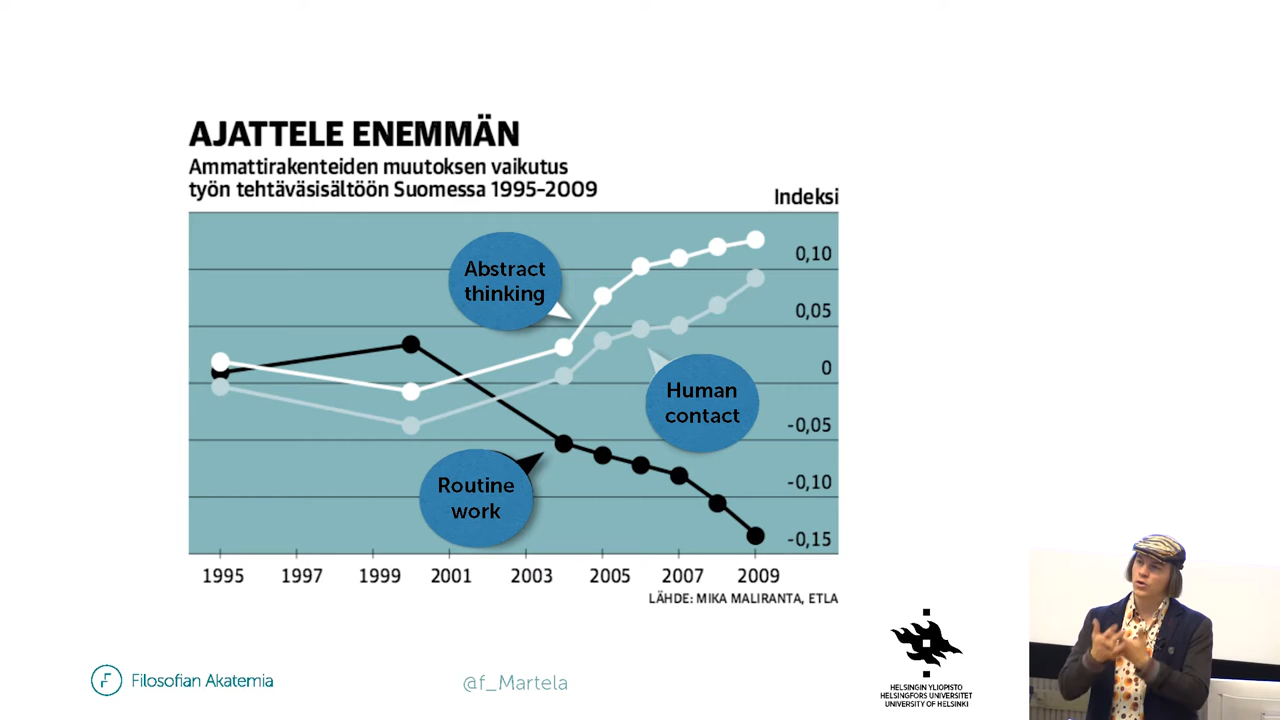 AJATTELE ENEMMÄN
Ammattirakenteiden muutoksen vaikutus
työn tehtäväsisältöön Suomessa 1995–2009
Indeksi
Abstract
thinking
Human
contact
Routine
work
0,10
0,05
0
-0,05
-0,10
-0,15
1995 1997 1999 2001 2003 2005 2007 2009
LÄHDE: MIKA MALIRANTA, ETLA
Filosofian Akatemia
@f_Martela
HELSINGIN YLIOPISTO
HELSINGFORS UNIVERSITET
UNIVERSITY OF HELSINKI